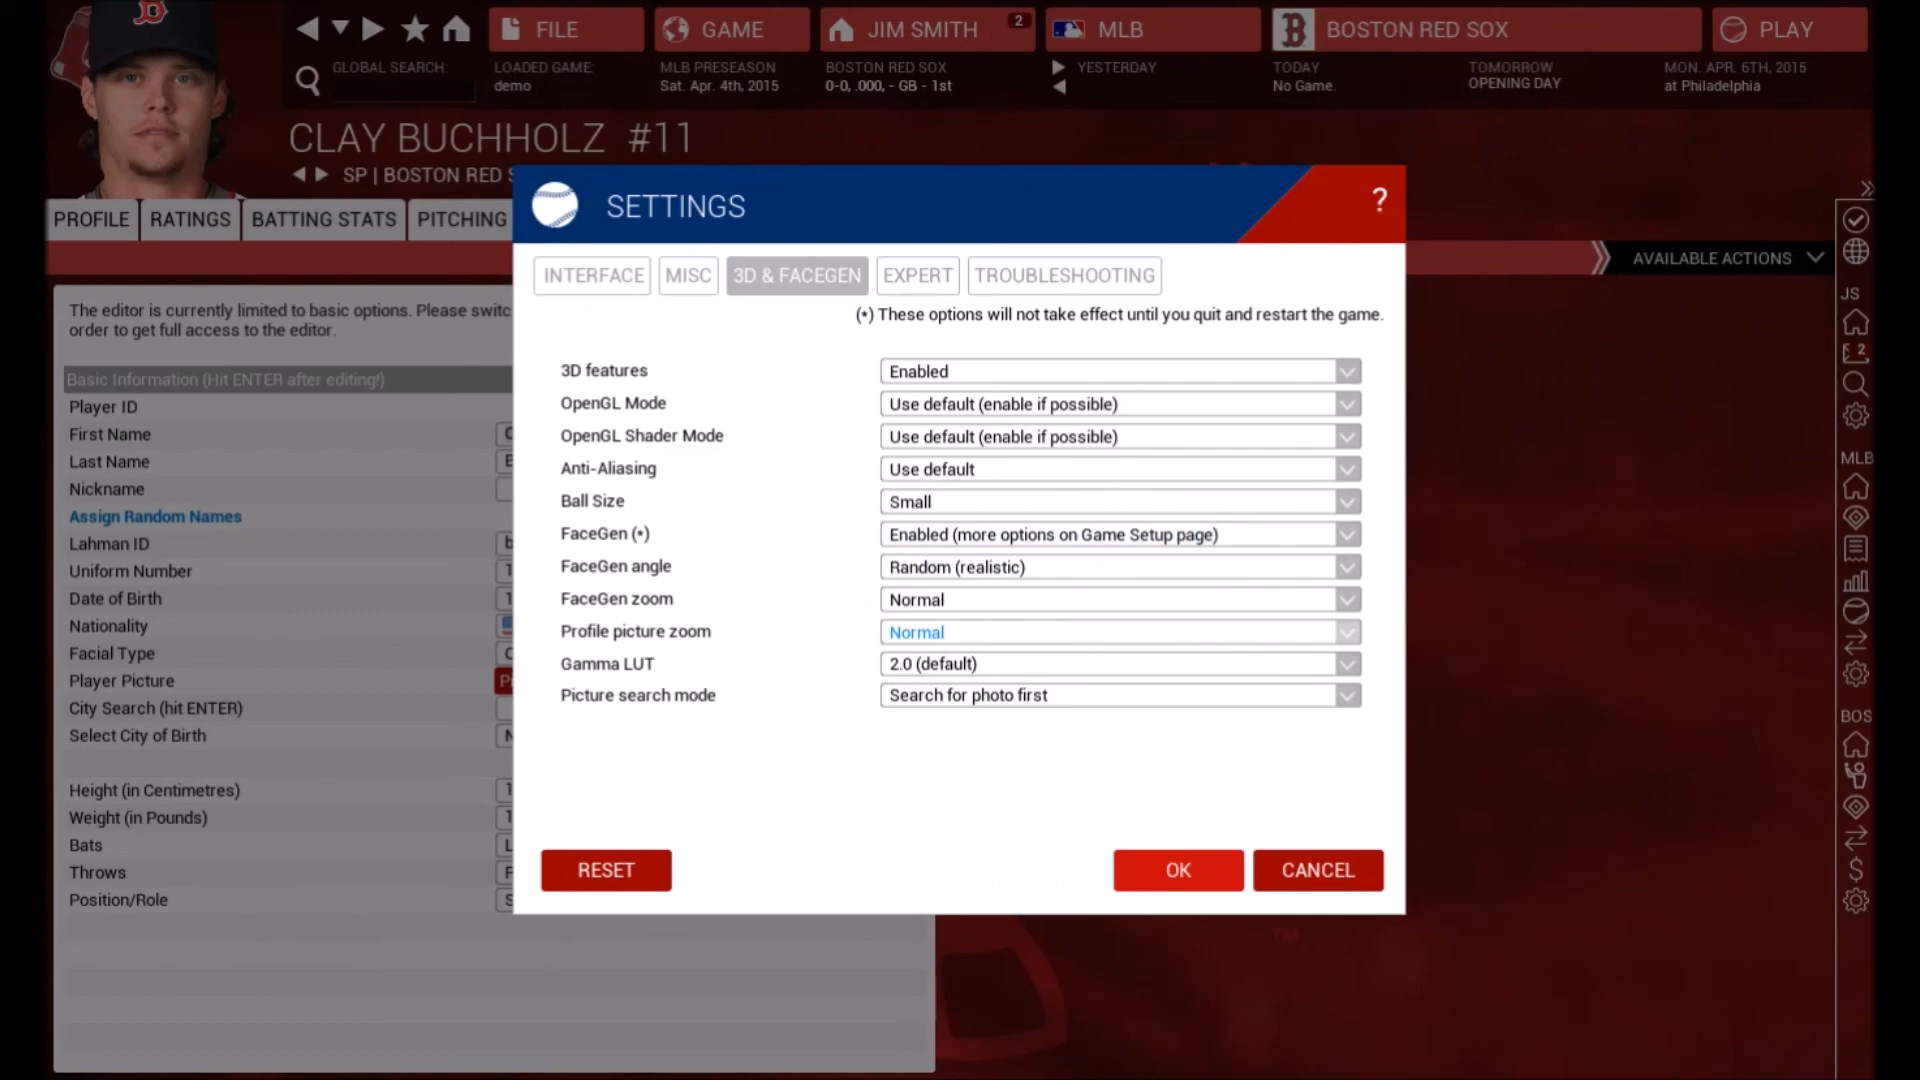 FILE
GAME
JIM SMITH
2
MLB
BOSTON RED SOX
PLAY
GLOBAL SEARCH:
LOADED GAME:
demo
MLB PRESEASON
Sat. Apr. 4th, 2015
BOSTON RED SOX
0-0, .000, - GB - 1st
YESTERDAY
TODAY
No Game.
TOMORROW
OPENING DAY
MON. APR. 6TH, 2015
at Philadelphia
CLAY BUCHHOLZ #11
SP | BOSTON RED S
PROFILE
RATINGS
BATTING STATS
PITCHING
AVAILABLE ACTIONS
SETTINGS
?
INTERFACE
MISC
3D & FACEGEN
EXPERT
TROUBLESHOOTING
(*) These options will not take effect until you quit and restart the game.
3D features Enabled
OpenGL Mode Use default (enable if possible)
OpenGL Shader Mode Use default (enable if possible)
Anti-Aliasing Use default
Ball Size Small
FaceGen (*) Enabled (more options on Game Setup page)
FaceGen angle Random (realistic)
FaceGen zoom Normal
Profile picture zoom Normal
Gamma LUT 2.0 (default)
Picture search mode Search for photo first
RESET
OK
CANCEL
The editor is currently limited to basic options. Please switc
order to get full access to the editor.
Basic Information (Hit ENTER after editing!)
Player ID
First Name
Last Name
Nickname
Assign Random Names
Lahman ID
Uniform Number
Date of Birth
Nationality
Facial Type
Player Picture
City Search (hit ENTER)
Select City of Birth
Height (in Centimetres)
Weight (in Pounds)
Bats
Throws
Position/Role
JS
2
MLB
BOS
TM